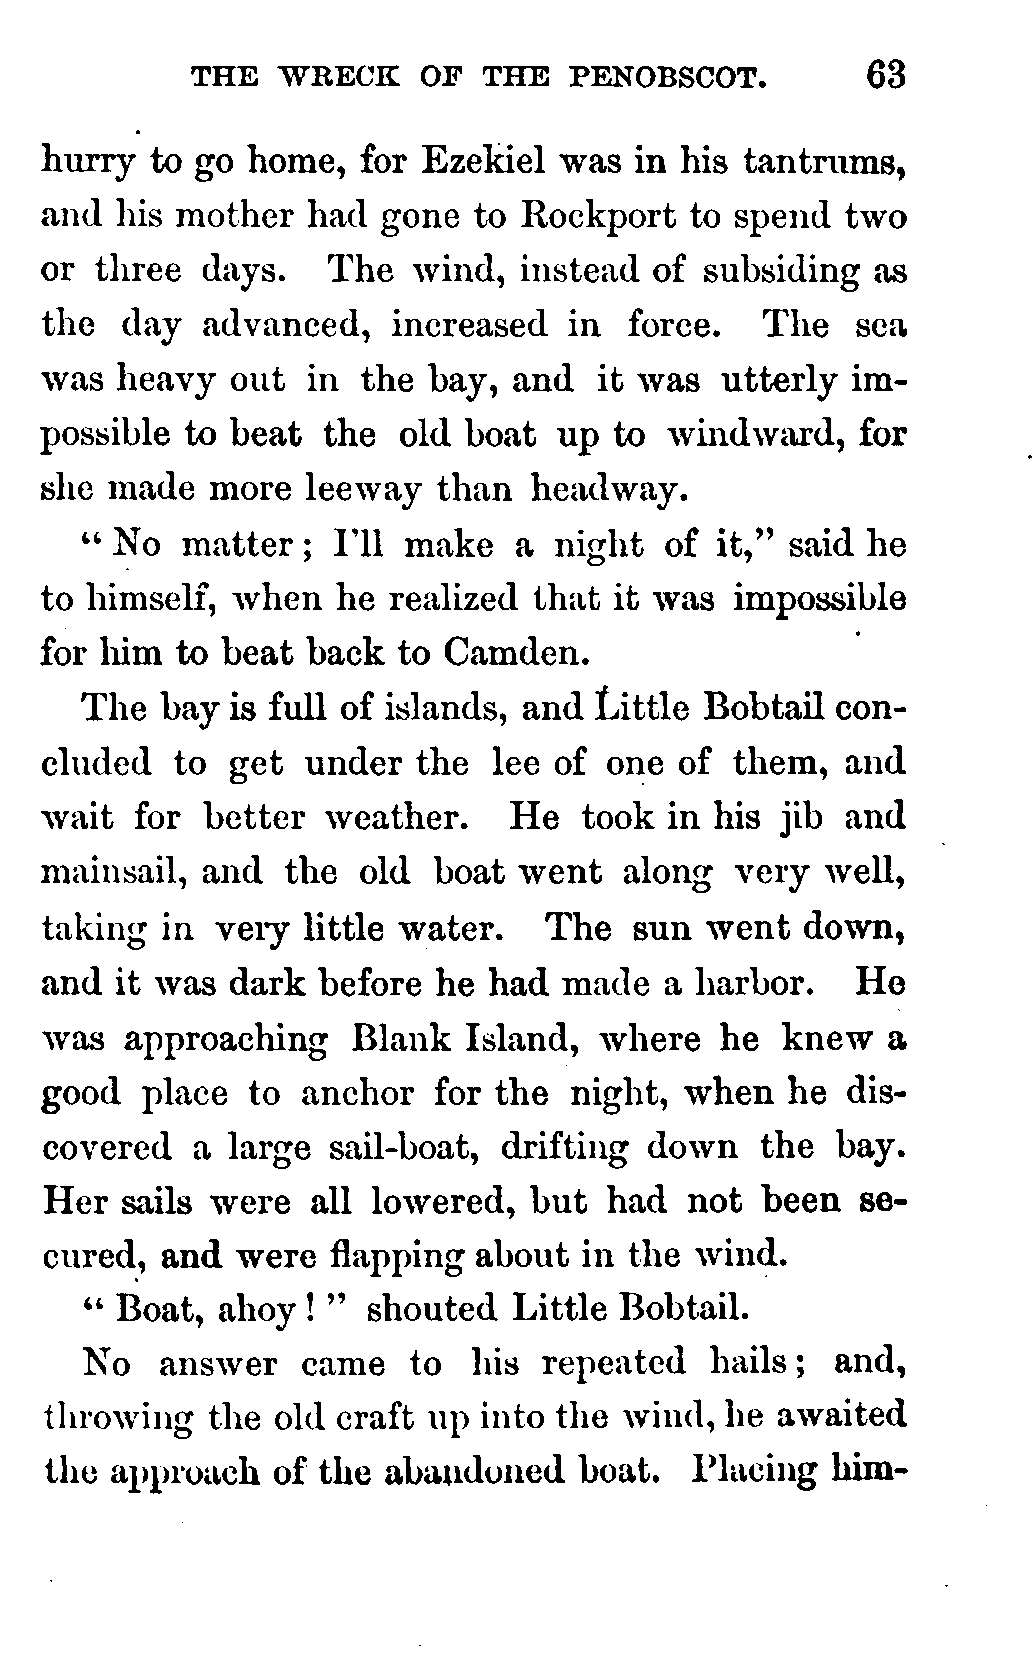 THE WRECK OF THE PENOBSCOT. 63
hurry to go home, for Ezekiel was in his tantrums,
and his mother had gone to Rockport to spend two
or three days. The wind, instead of subsiding as
the day advanced, increased in force. The sea
was heavy out in the bay, and it was utterly im-
possible to beat the old boat up to windward, for
she made more leeway than headway.
“ No matter ; I'll make a night of it,” said he
to himself, when he realized that it was impossible
for him to beat back to Camden.
The bay is full of islands, and Little Bobtail con-
cluded to get under the lee of one of them, and
wait for better weather. He took in his jib and
mainsail, and the old boat went along very well,
taking in very little water. The sun went down,
and it was dark before he had made a harbor. He
was approaching Blank Island, where he knew a
good place to anchor for the night, when he dis-
covered a large sail-boat, drifting down the bay.
Her sails were all lowered, but had not been se-
cured, and were flapping about in the wind.
“ Boat, ahoy ! ” shouted Little Bobtail.
No answer came to his repeated hails ; and,
throwing the old craft up into the wind, he awaited
the approach of the abandoned boat. Placing him-